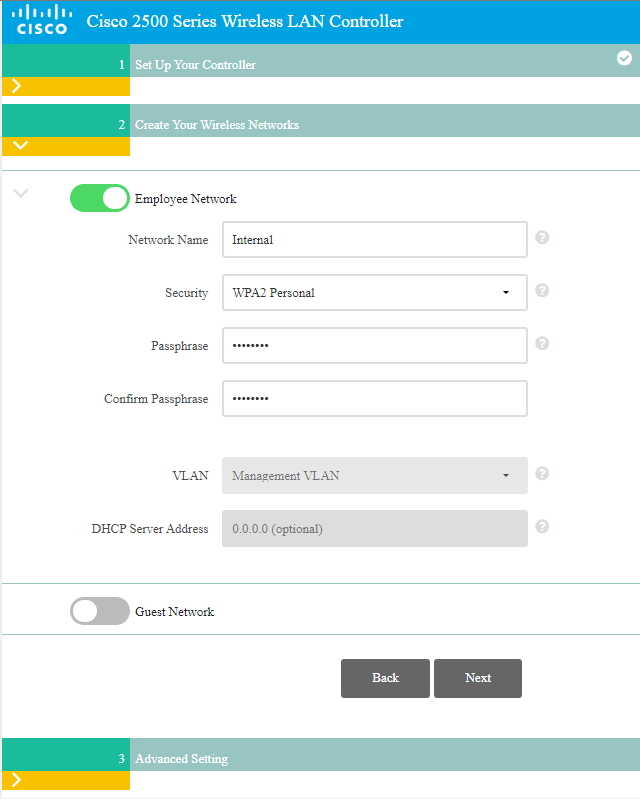 CISCO Cisco 2500 Series Wireless LAN Controller
1 Set Up Your Controller
2 Create Your Wireless Networks
Employee Network
Network Name Internal
Security WPA2 Personal
Passphrase ••••••••
Confirm Passphrase ••••••••
VLAN Management VLAN
DHCP Server Address 0.0.0.0 (optional)
Guest Network
Back Next
3 Advanced Setting